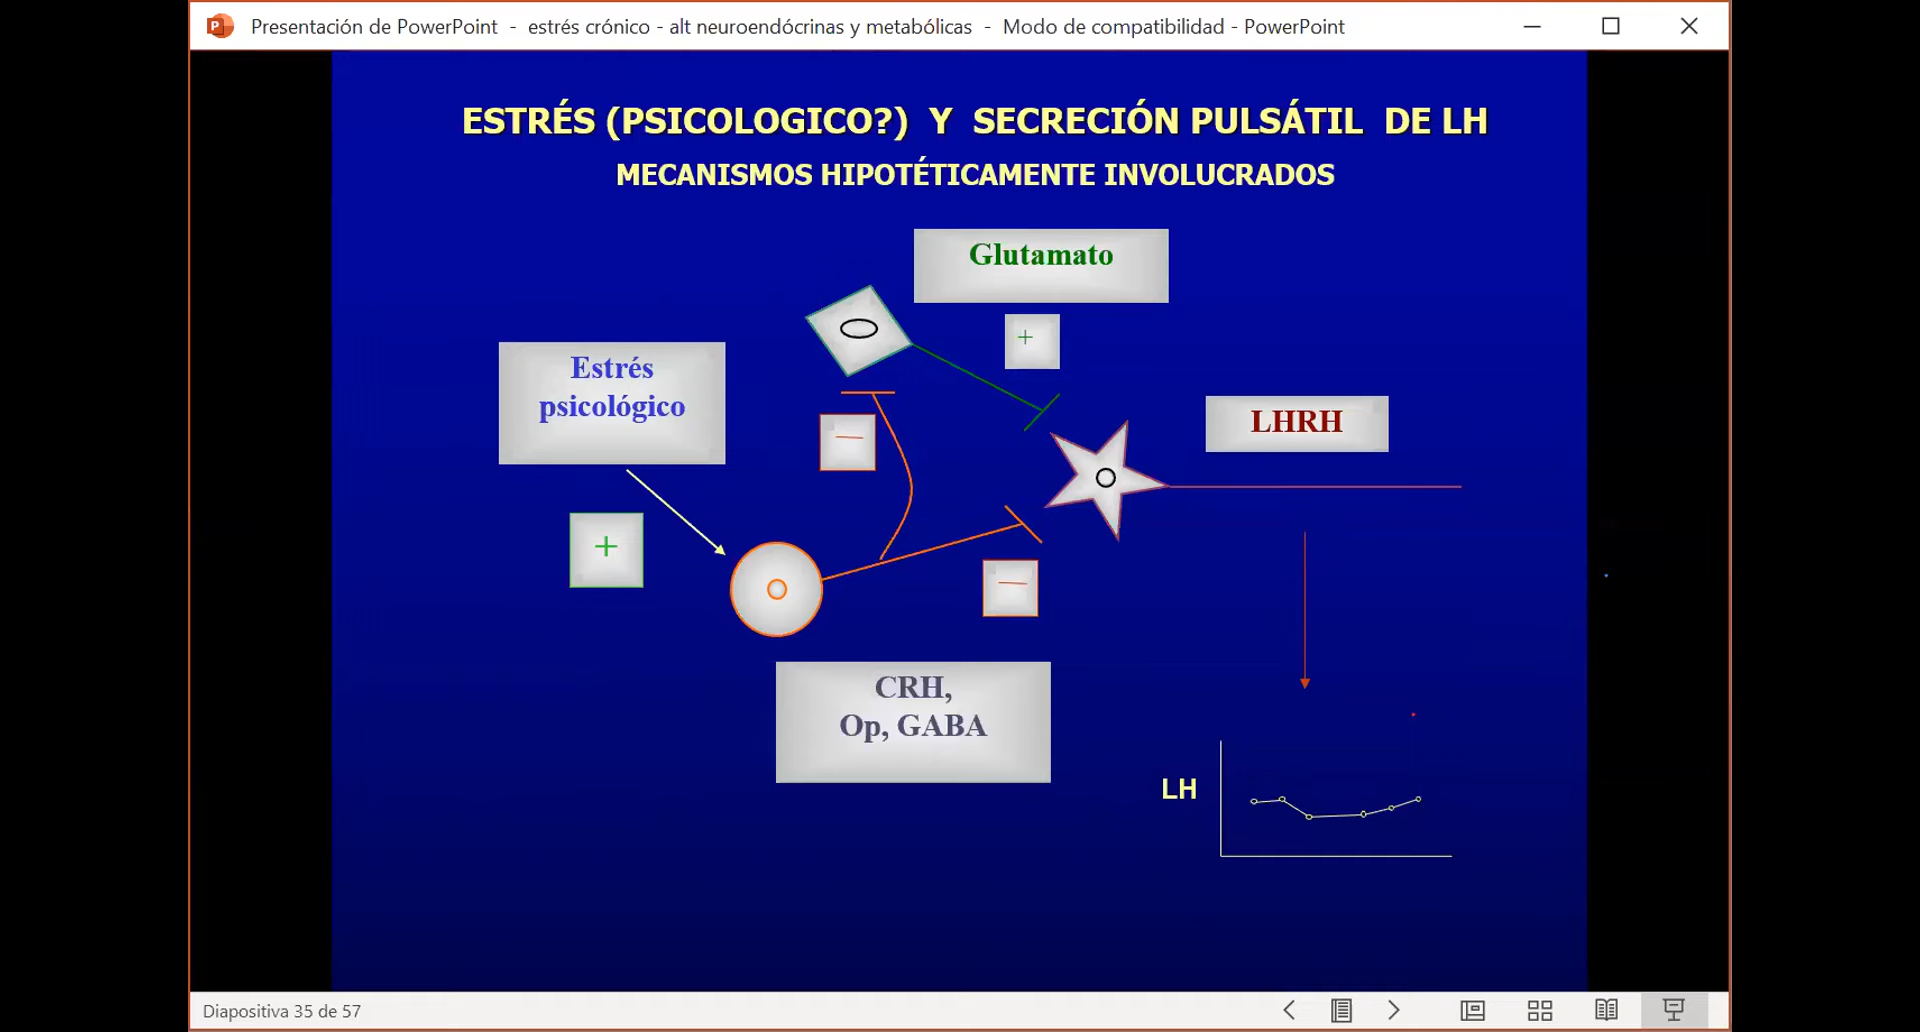 Presentación de PowerPoint - estrés crónico - alt neuroendócrinas y metabólicas - Modo de compatibilidad - PowerPoint
ESTRÉS (PSICOLOGICO?) Y SECRECIÓN PULSÁTIL DE LH
MECANISMOS HIPOTÉTICAMENTE INVOLUCRADOS
Glutamato
+
Estrés
psicológico
—
LHRH
+
—
CRH,
Op, GABA
LH
Diapositiva 35 de 57